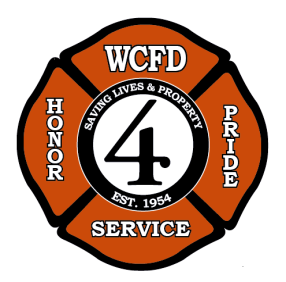 WCFD
SAVING LIVES & PROPERTY
HONOR
4
PRIDE
EST. 1954
SERVICE